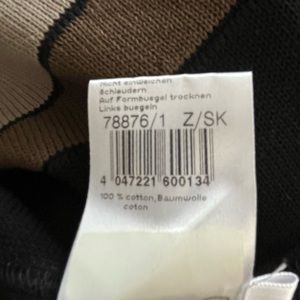 Nicht einweichen
Schleudern
Auf Formbuegel trocknen
Links buegeln
78876/1 Z/SK
4 047221 600134
100 % cotton,Baumwolle
coton